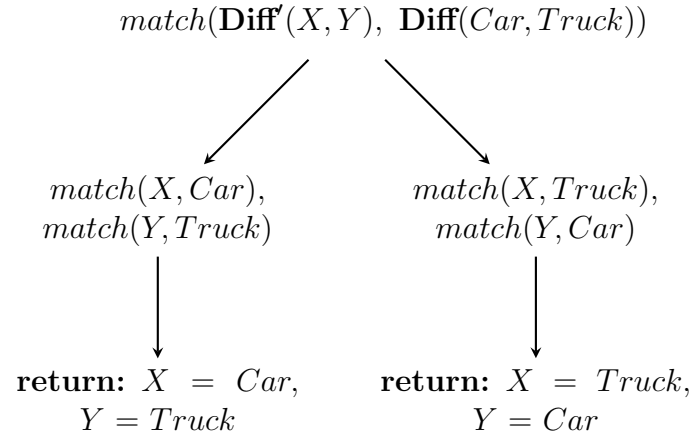 match(Diff′(X, Y), Diff(Car, Truck))
match(X, Car),
match(Y, Truck)
match(X, Truck),
match(Y, Car)
return: X = Car,
Y = Truck
return: X = Truck,
Y = Car